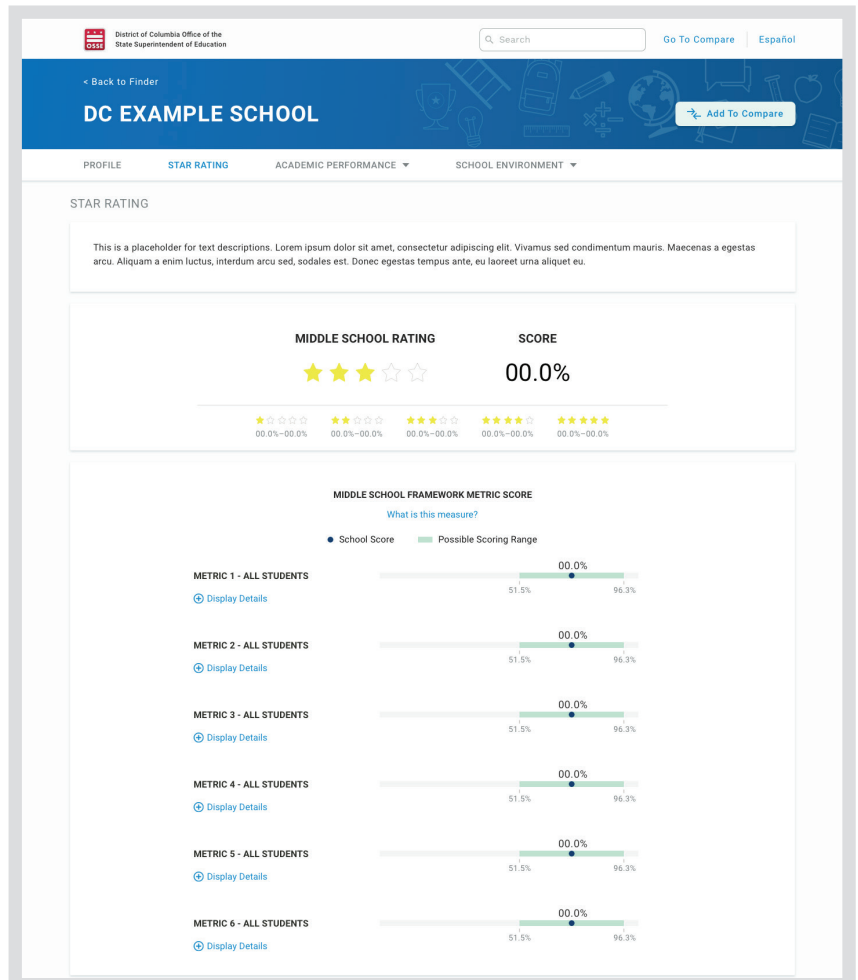 District of Columbia Office of the
State Superintendent of Education
OSSE
Search
Go To Compare
Español
< Back to Finder
DC EXAMPLE SCHOOL
Add To Compare
PROFILE
STAR RATING
ACADEMIC PERFORMANCE
SCHOOL ENVIRONMENT
STAR RATING
This is a placeholder for text descriptions. Lorem ipsum dolor sit amet, consectetur adipiscing elit. Vivamus sed condimentum mauris. Maecenas a egestas
arcu. Aliquam a enim luctus, interdum arcu sed, sodales est. Donec egestas tempus ante, eu laoreet urna aliquet eu.
MIDDLE SCHOOL RATING
SCORE
00.0%
00.0%–00.0%
00.0%–00.0%
00.0%–00.0%
00.0%–00.0%
00.0%–00.0%
MIDDLE SCHOOL FRAMEWORK METRIC SCORE
What is this measure?
School Score
Possible Scoring Range
METRIC 1 - ALL STUDENTS
Display Details
00.0%
51.5%
96.3%
METRIC 2 - ALL STUDENTS
Display Details
00.0%
51.5%
96.3%
METRIC 3 - ALL STUDENTS
Display Details
00.0%
51.5%
96.3%
METRIC 4 - ALL STUDENTS
Display Details
00.0%
51.5%
96.3%
METRIC 5 - ALL STUDENTS
Display Details
00.0%
51.5%
96.3%
METRIC 6 - ALL STUDENTS
Display Details
00.0%
51.5%
96.3%